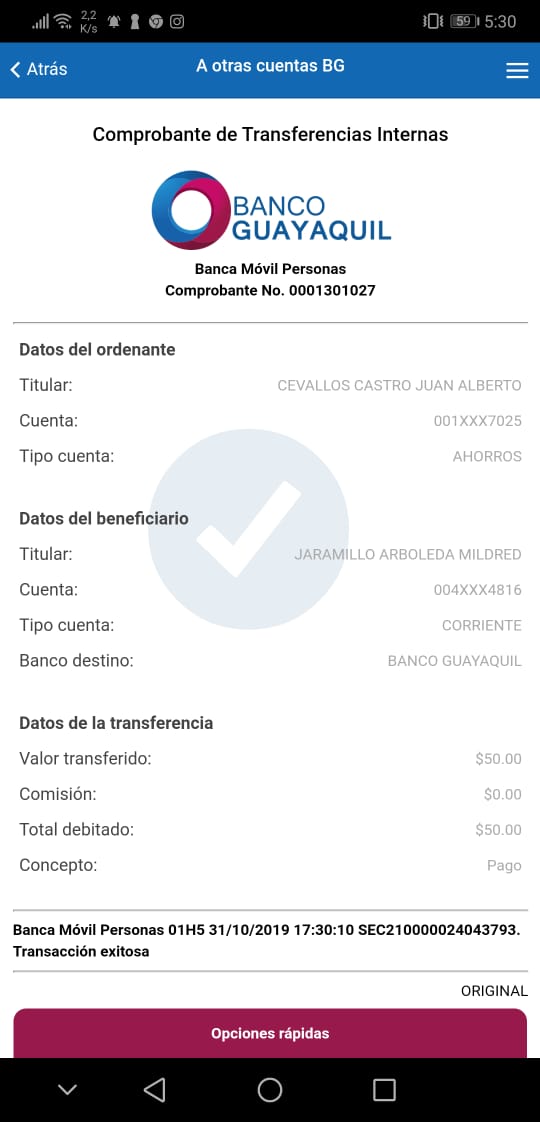 2,2
K/s
59 5:30
Atrás
A otras cuentas BG
Comprobante de Transferencias Internas
BANCO
GUAYAQUIL
Banca Móvil Personas
Comprobante No. 0001301027
Datos del ordenante
Titular: CEVALLOS CASTRO JUAN ALBERTO
Cuenta: 001XXX7025
Tipo cuenta: AHORROS
Datos del beneficiario
Titular: JARAMILLO ARBOLEDA MILDRED
Cuenta: 004XXX4816
Tipo cuenta: CORRIENTE
Banco destino: BANCO GUAYAQUIL
Datos de la transferencia
Valor transferido: $50.00
Comisión: $0.00
Total debitado: $50.00
Concepto: Pago
Banca Móvil Personas 01H5 31/10/2019 17:30:10 SEC210000024043793.
Transacción exitosa
ORIGINAL
Opciones rápidas